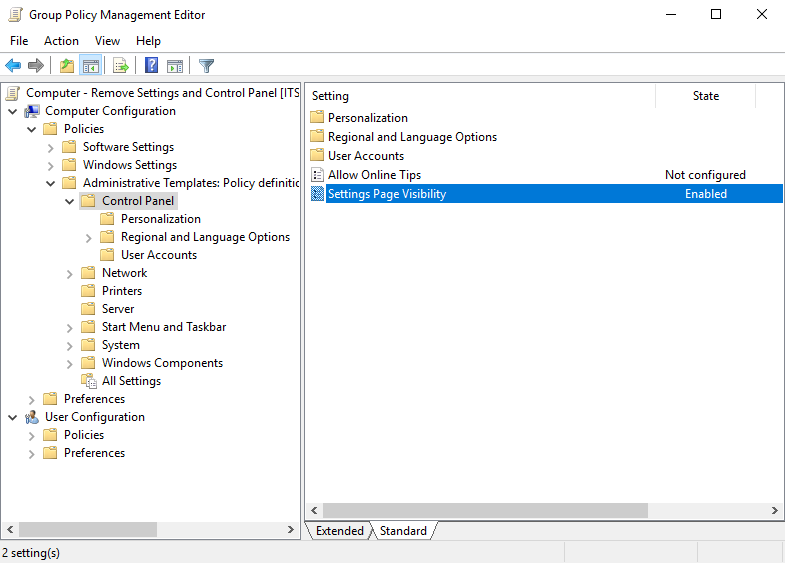 Group Policy Management Editor
File Action View Help
Computer - Remove Settings and Control Panel [ITS
Computer Configuration
Policies
Software Settings
Windows Settings
Administrative Templates: Policy definitio
Control Panel
Personalization
Regional and Language Options
User Accounts
Network
Printers
Server
Start Menu and Taskbar
System
Windows Components
All Settings
Preferences
User Configuration
Policies
Preferences
Setting State
Personalization
Regional and Language Options
User Accounts
Allow Online Tips Not configured
Settings Page Visibility Enabled
Extended Standard
2 setting(s)